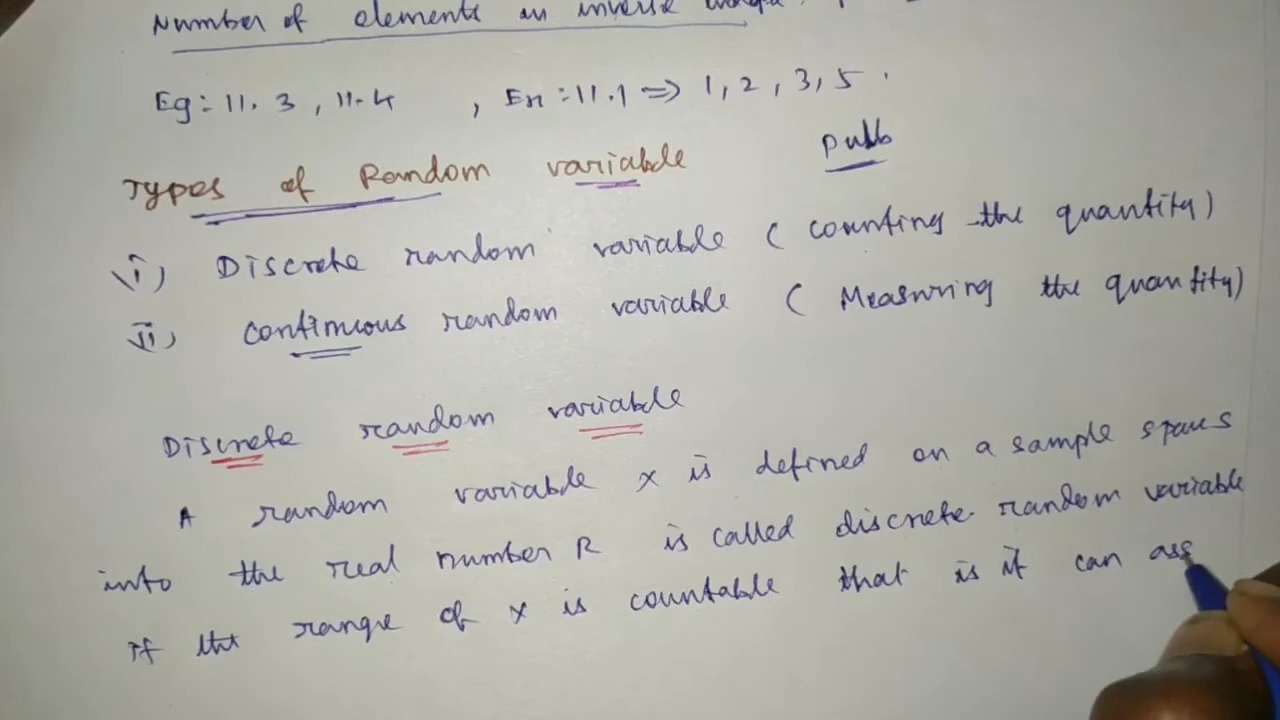 Number of elements in inverse
Eg:- 11.3, 11.4 , Ex:- 11.1 => 1, 2, 3, 5.
Types of Random variable
i) Discrete random variable (counting the quantity)
ii) continuous random variable (Measuring the quantity)
Discrete random variable
A random variable X is defined on a sample spaces
into the real number R is called discrete random variable
if the range of X is countable that is it can ass